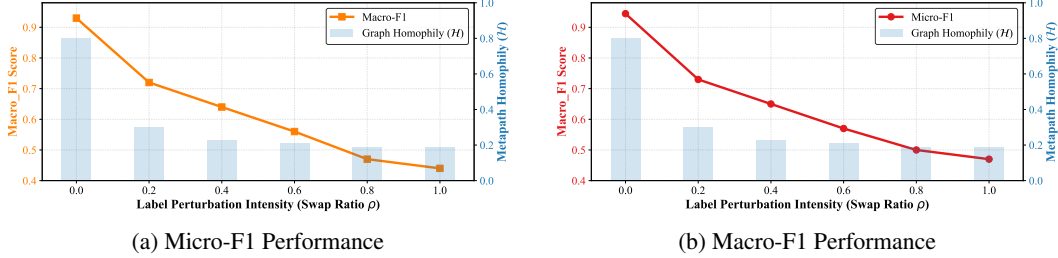 Macro-F1
Graph Homophily (ℋ)
Macro_F1 Score
0.9
0.8
0.7
0.6
0.5
0.4
1.0
0.8
0.6
0.4
0.2
0.0
Metapath Homophily (ℋ)
0.0 0.2 0.4 0.6 0.8 1.0
Label Perturbation Intensity (Swap Ratio ρ)
(a) Micro-F1 Performance
Micro-F1
Graph Homophily (ℋ)
Macro_F1 Score
0.9
0.8
0.7
0.6
0.5
0.4
1.0
0.8
0.6
0.4
0.2
0.0
Metapath Homophily (ℋ)
0.0 0.2 0.4 0.6 0.8 1.0
Label Perturbation Intensity (Swap Ratio ρ)
(b) Macro-F1 Performance